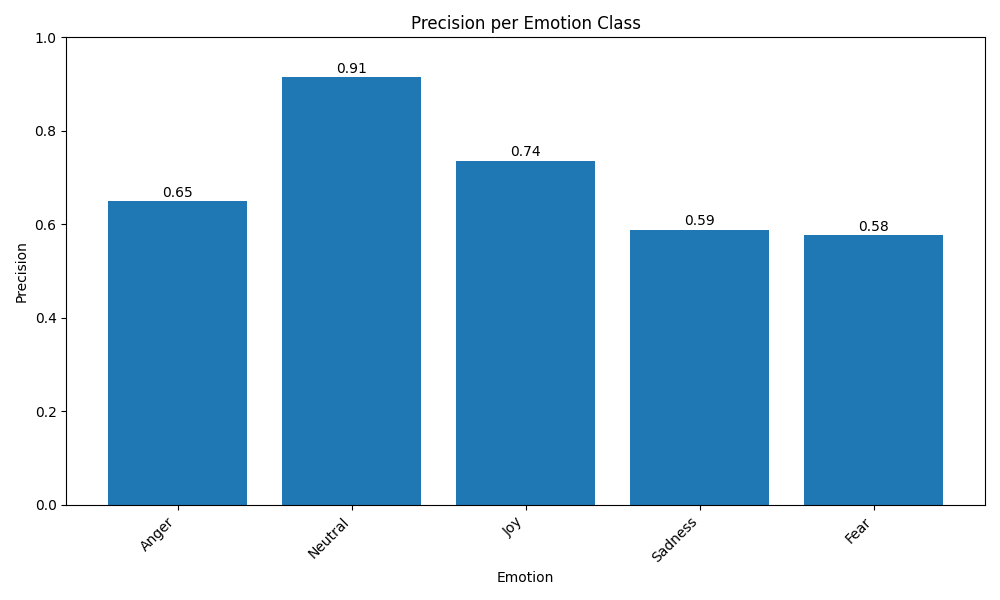 Precision per Emotion Class
1.0
0.8
0.6
0.4
0.2
0.0
Precision
0.65
0.91
0.74
0.59
0.58
Anger
Neutral
Joy
Sadness
Fear
Emotion